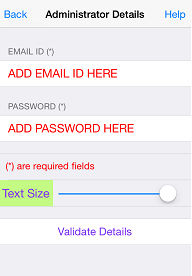 Back Administrator Details Help
EMAIL ID (*)
ADD EMAIL ID HERE
PASSWORD (*)
ADD PASSWORD HERE
(*) are required fields
Text Size
Validate Details